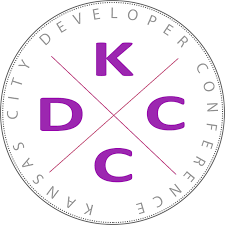 KANSAS CITY DEVELOPER CONFERENCE
K
D C
C